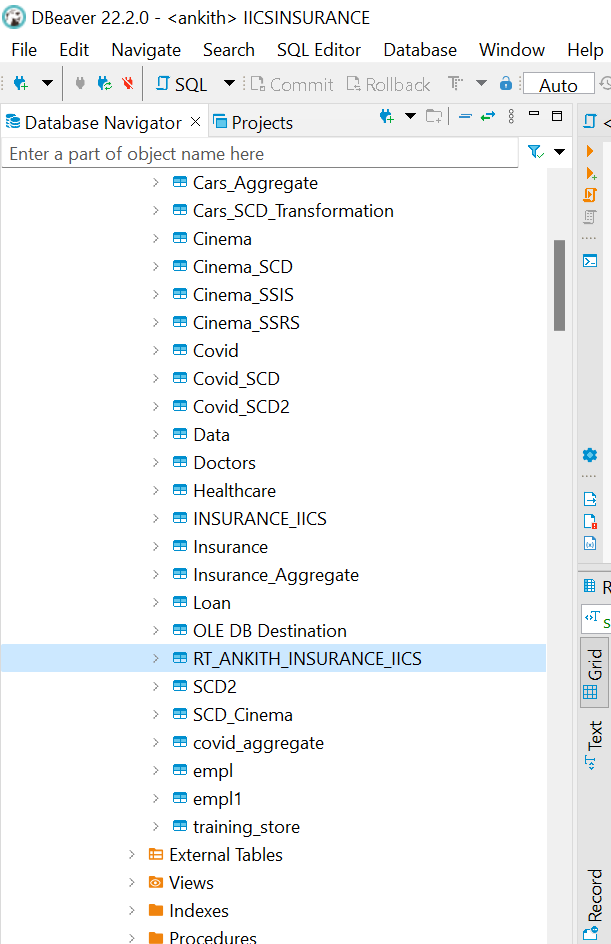 DBeaver 22.2.0 - <ankith> IICSINSURANCE
File Edit Navigate Search SQL Editor Database Window Help
SQL Commit Rollback T Auto
Database Navigator Projects
Enter a part of object name here
Cars_Aggregate
Cars_SCD_Transformation
Cinema
Cinema_SCD
Cinema_SSIS
Cinema_SSRS
Covid
Covid_SCD
Covid_SCD2
Data
Doctors
Healthcare
INSURANCE_IICS
Insurance
Insurance_Aggregate
Loan
OLE DB Destination
RT_ANKITH_INSURANCE_IICS
SCD2
SCD_Cinema
covid_aggregate
empl
empl1
training_store
External Tables
Views
Indexes
Procedures
Grid
Text
Record